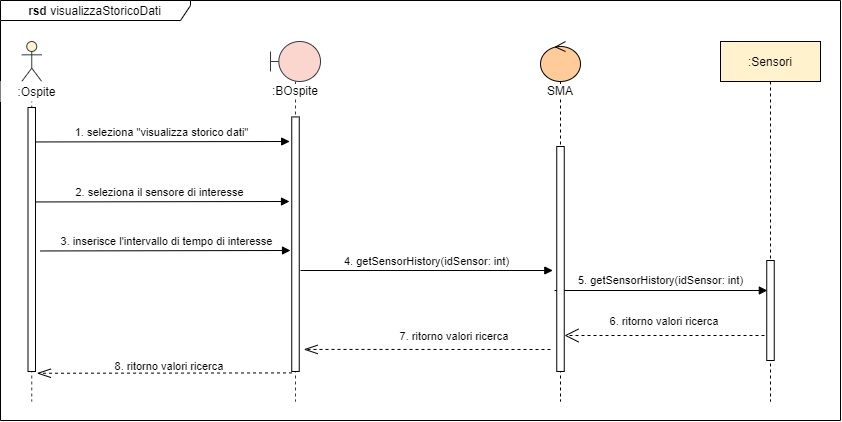 rsd visualizzaStoricoDati
:Ospite
:BOspite
SMA
:Sensori
1. seleziona "visualizza storico dati"
2. seleziona il sensore di interesse
3. inserisce l'intervallo di tempo di interesse
4. getSensorHistory(idSensor: int)
5. getSensorHistory(idSensor: int)
6. ritorno valori ricerca
7. ritorno valori ricerca
8. ritorno valori ricerca